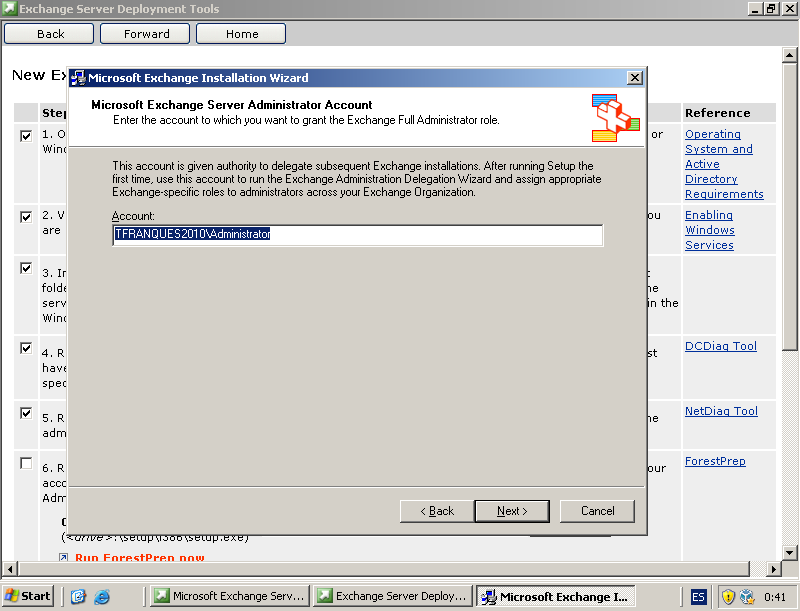 Exchange Server Deployment Tools
Back Forward Home
New Ex
Microsoft Exchange Installation Wizard
Microsoft Exchange Server Administrator Account
Enter the account to which you want to grant the Exchange Full Administrator role.
This account is given authority to delegate subsequent Exchange installations. After running Setup the
first time, use this account to run the Exchange Administration Delegation Wizard and assign appropriate
Exchange-specific roles to administrators across your Exchange Organization.
Account:
TFRANQUES2010\Administrator
< Back Next > Cancel
Step Reference
1. O or Operating
Wind System and
Active
Directory
Requirements
2. V ou Enabling
are Windows
Services
3. In t
folde he
serv in the
Wind
4. R st DCDiag Tool
have
spec
5. R he NetDiag Tool
adm
6. R our ForestPrep
acco
Adm
(<drive>:\setup\i386\setup.exe)
Run ForestPrep now
Start Microsoft Exchange Serv... Exchange Server Deploy... Microsoft Exchange I... ES 0:41